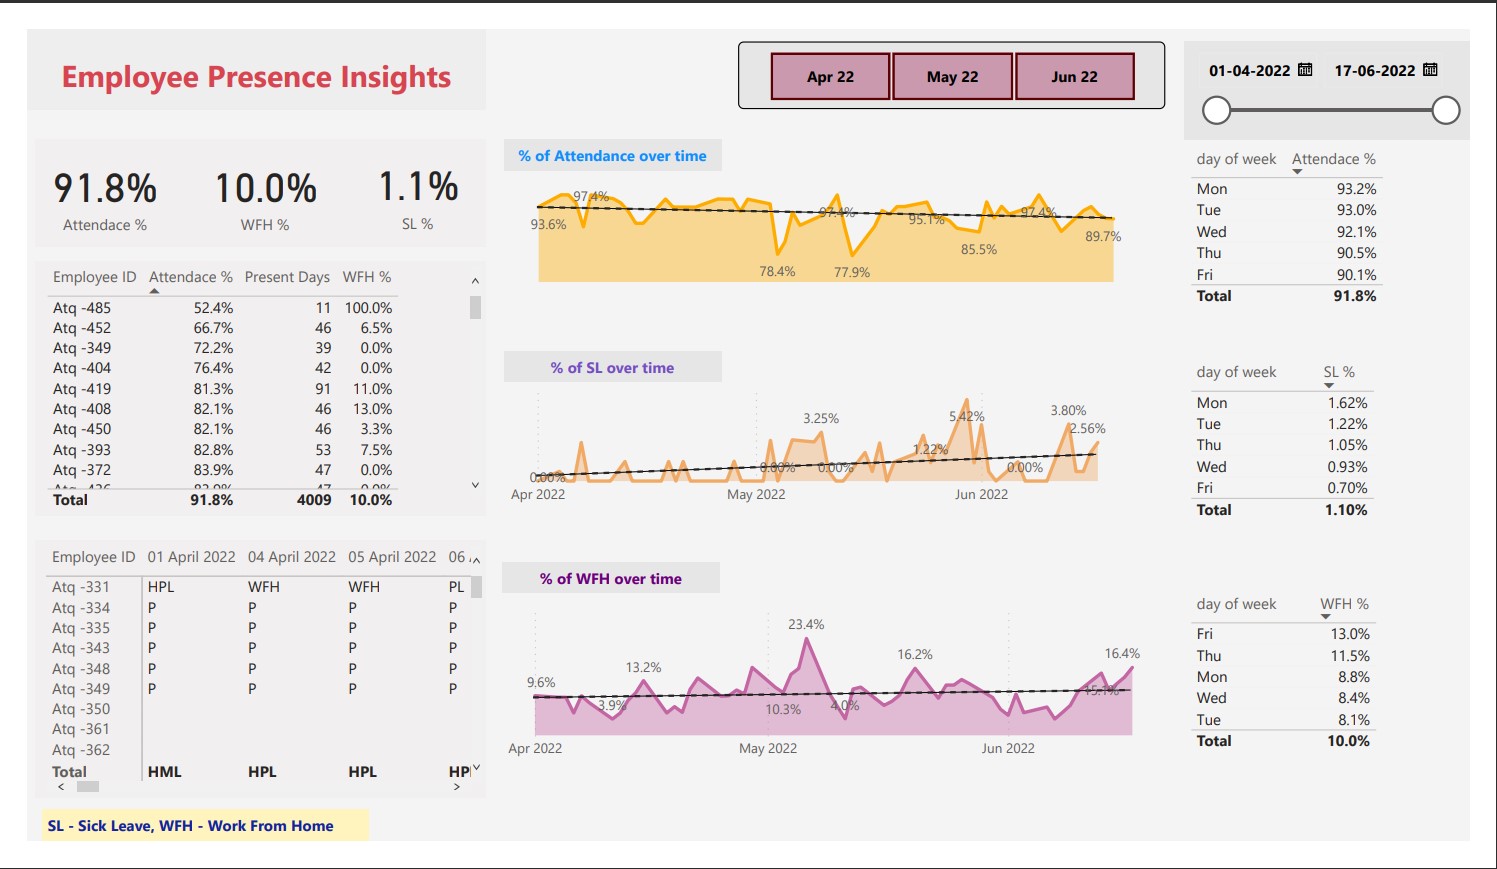 Employee Presence Insights
Apr 22 May 22 Jun 22
01-04-2022 17-06-2022
91.8% 10.0% 1.1%
Attendace % WFH % SL %
Employee ID Attendace % Present Days WFH %
Atq -485 52.4% 11 100.0%
Atq -452 66.7% 46 6.5%
Atq -349 72.2% 39 0.0%
Atq -404 76.4% 42 0.0%
Atq -419 81.3% 91 11.0%
Atq -408 82.1% 46 13.0%
Atq -450 82.1% 46 3.3%
Atq -393 82.8% 53 7.5%
Atq -372 83.9% 47 0.0%
Total 91.8% 4009 10.0%
Employee ID 01 April 2022 04 April 2022 05 April 2022 06
Atq -331 HPL WFH WFH PL
Atq -334 P P P P
Atq -335 P P P P
Atq -343 P P P P
Atq -348 P P P P
Atq -349 P P P P
Atq -350
Atq -361
Atq -362
Total HML HPL HPL HP
SL - Sick Leave, WFH - Work From Home
% of Attendance over time
97.4%
93.6%
97.4%
95.1%
97.4%
89.7%
85.5%
78.4% 77.9%
% of SL over time
5.42%
3.80%
3.25%
2.56%
1.22%
0.00% 0.00% 0.00% 0.00%
Apr 2022 May 2022 Jun 2022
% of WFH over time
23.4%
13.2% 16.2% 16.4%
9.6%
15.1%
3.9% 10.3% 4.0%
Apr 2022 May 2022 Jun 2022
day of week Attendace %
Mon 93.2%
Tue 93.0%
Wed 92.1%
Thu 90.5%
Fri 90.1%
Total 91.8%
day of week SL %
Mon 1.62%
Tue 1.22%
Thu 1.05%
Wed 0.93%
Fri 0.70%
Total 1.10%
day of week WFH %
Fri 13.0%
Thu 11.5%
Mon 8.8%
Wed 8.4%
Tue 8.1%
Total 10.0%